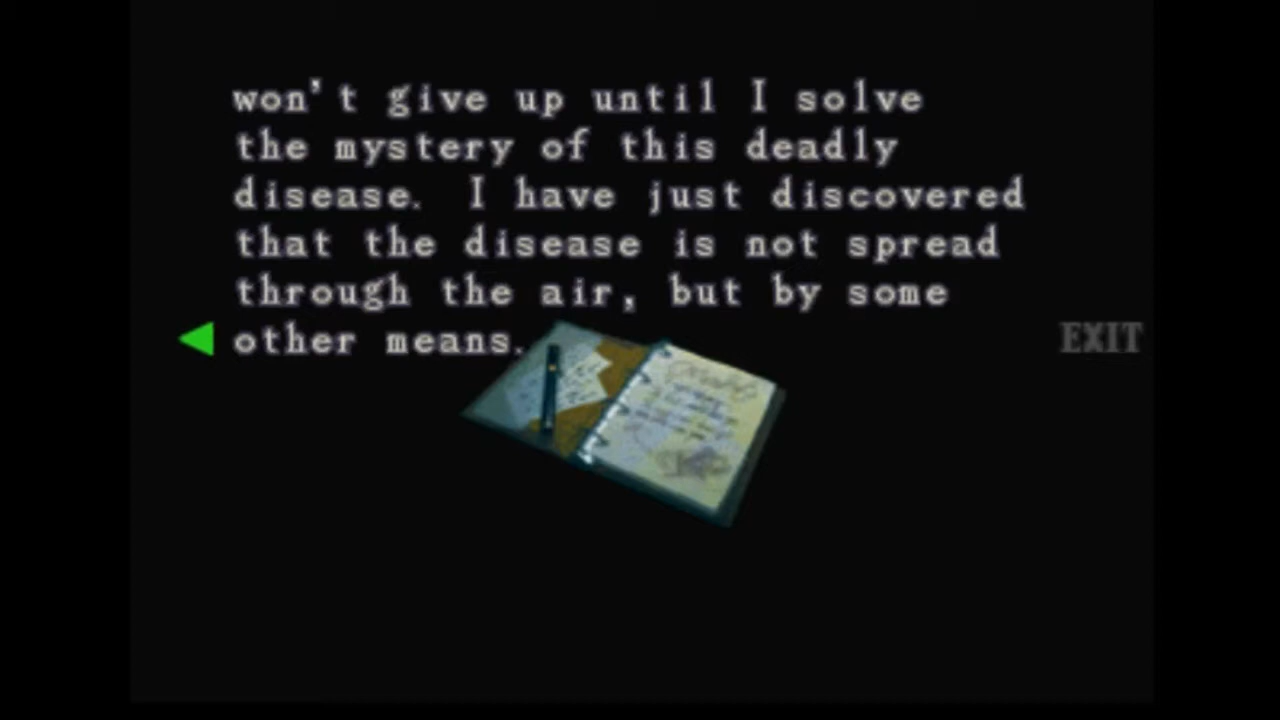 won't give up until I solve
the mystery of this deadly
disease. I have just discovered
that the disease is not spread
through the air, but by some
other means.
EXIT